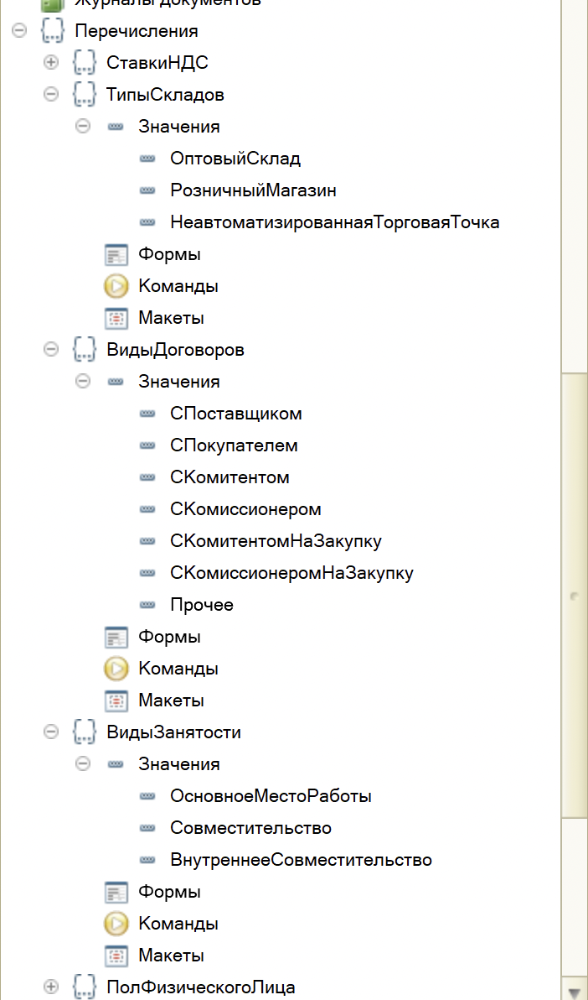 Журналы документов
Перечисления
СтавкиНДС
ТипыСкладов
Значения
ОптовыйСклад
РозничныйМагазин
НеавтоматизированнаяТорговаяТочка
Формы
Команды
Макеты
ВидыДоговоров
Значения
СПоставщиком
СПокупателем
СКомитентом
СКомиссионером
СКомитентомНаЗакупку
СКомиссионеромНаЗакупку
Прочее
Формы
Команды
Макеты
ВидыЗанятости
Значения
ОсновноеМестоРаботы
Совместительство
ВнутреннееСовместительство
Формы
Команды
Макеты
ПолФизическогоЛица